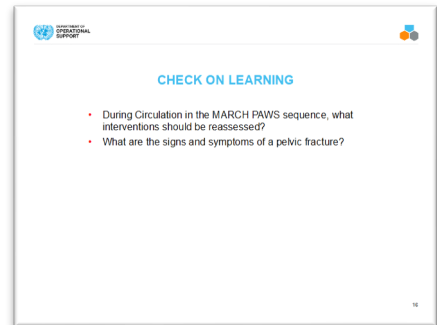 DEPARTMENT OF
OPERATIONAL
SUPPORT
CHECK ON LEARNING
• During Circulation in the MARCH PAWS sequence, what
interventions should be reassessed?
• What are the signs and symptoms of a pelvic fracture?
16